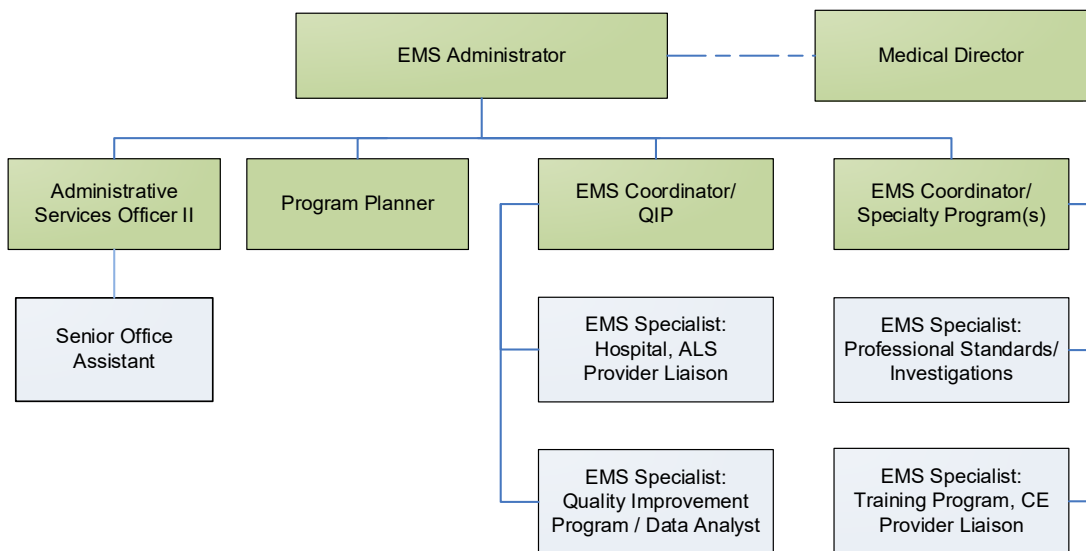 EMS Administrator
Medical Director
Administrative
Services Officer II
Program Planner
EMS Coordinator/
QIP
EMS Coordinator/
Specialty Program(s)
Senior Office
Assistant
EMS Specialist:
Hospital, ALS
Provider Liaison
EMS Specialist:
Professional Standards/
Investigations
EMS Specialist:
Quality Improvement
Program / Data Analyst
EMS Specialist:
Training Program, CE
Provider Liaison